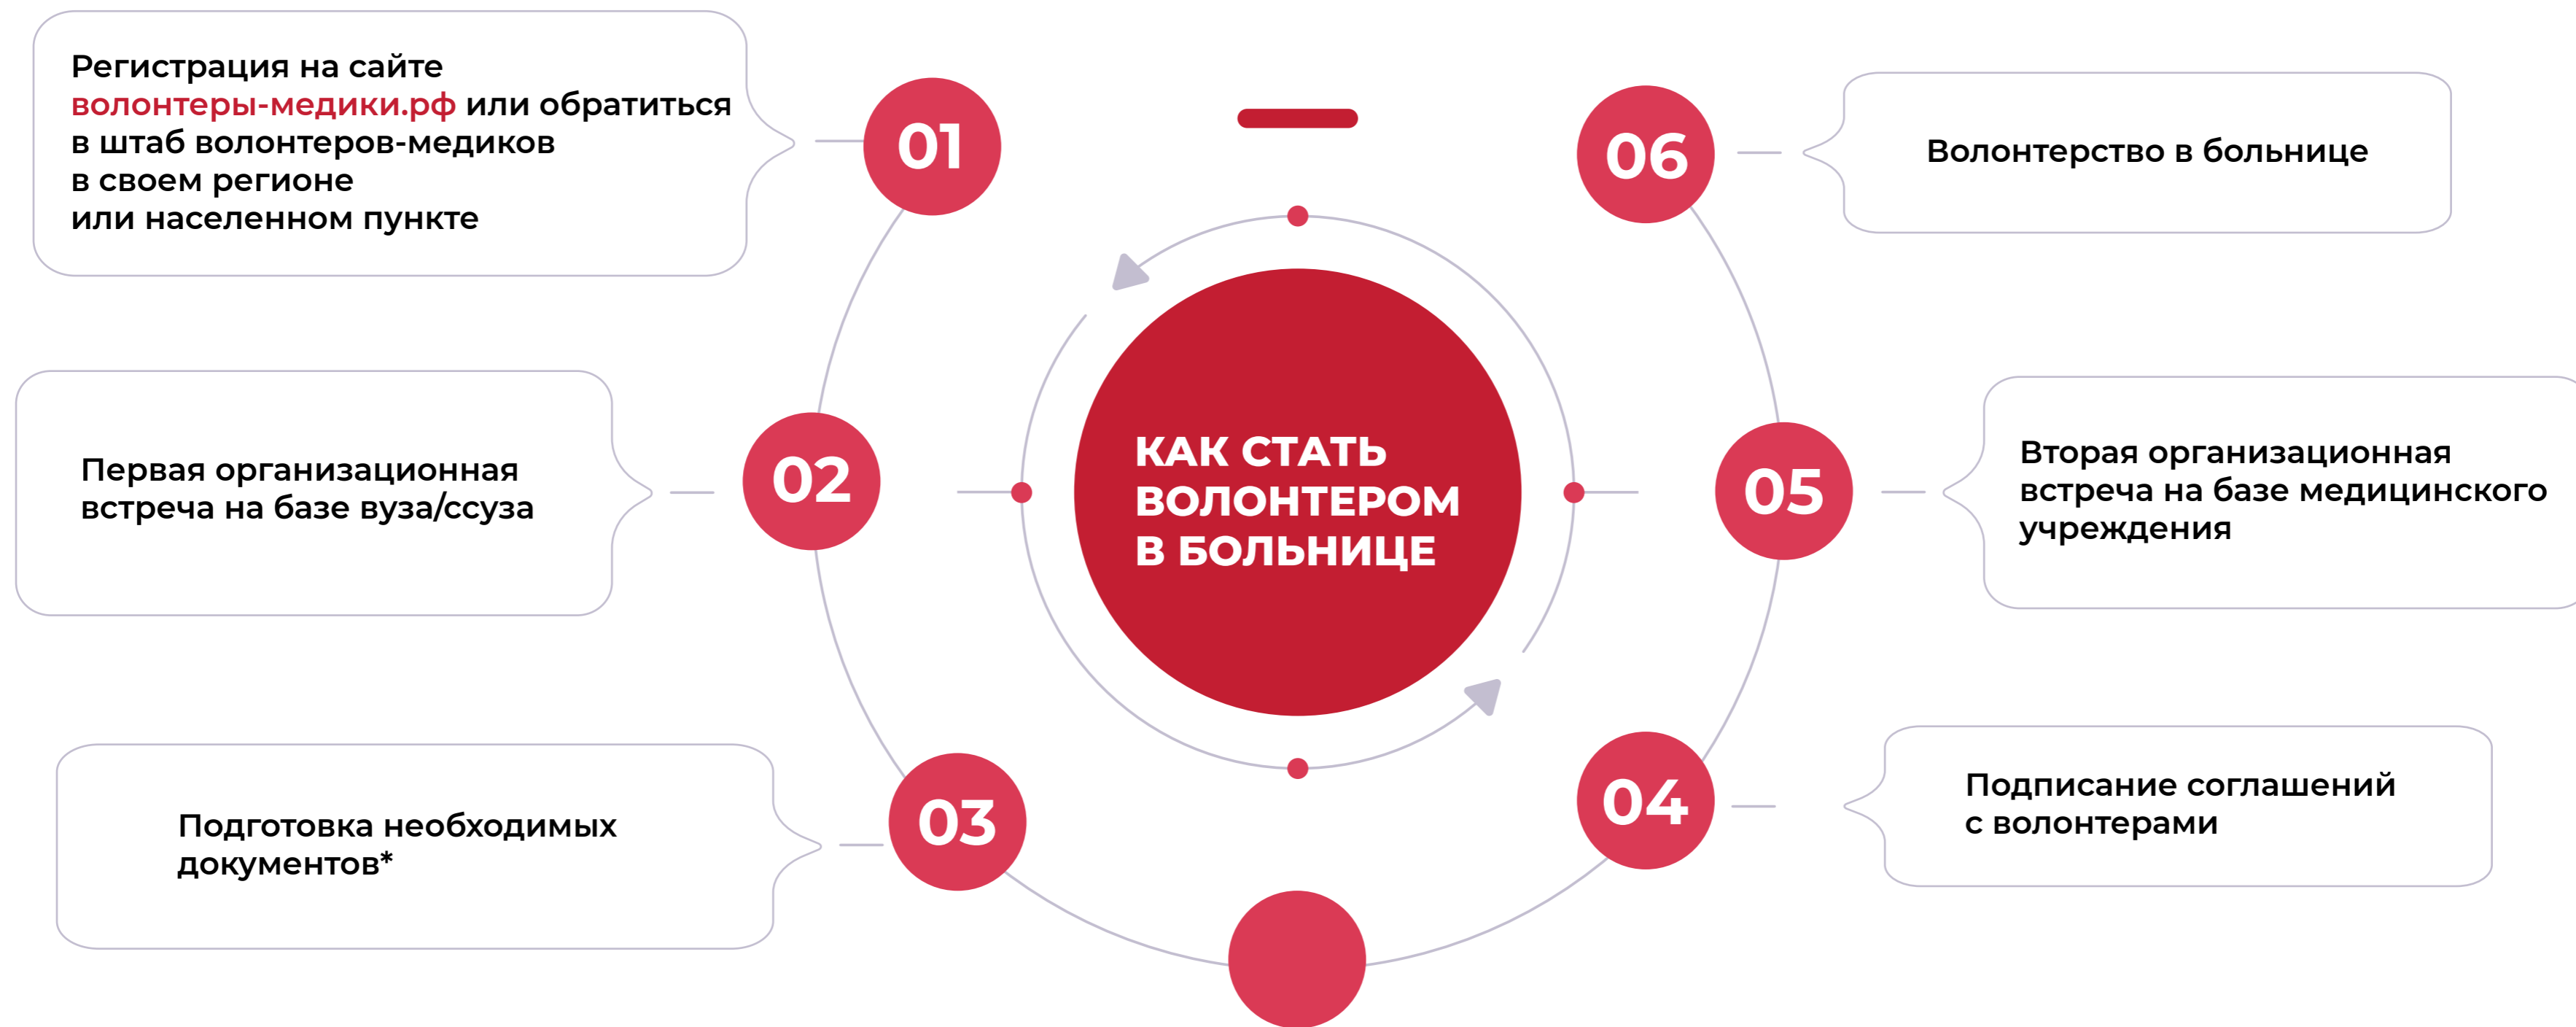 Регистрация на сайте
волонтеры-медики.рф или обратиться
в штаб волонтеров-медиков
в своем регионе
или населенном пункте
01
Первая организационная
встреча на базе вуза/ссуза
02
Подготовка необходимых
документов*
03
КАК СТАТЬ
ВОЛОНТЕРОМ
В БОЛЬНИЦЕ
04
Подписание соглашений
с волонтерами
05
Вторая организационная
встреча на базе медицинского
учреждения
06
Волонтерство в больнице